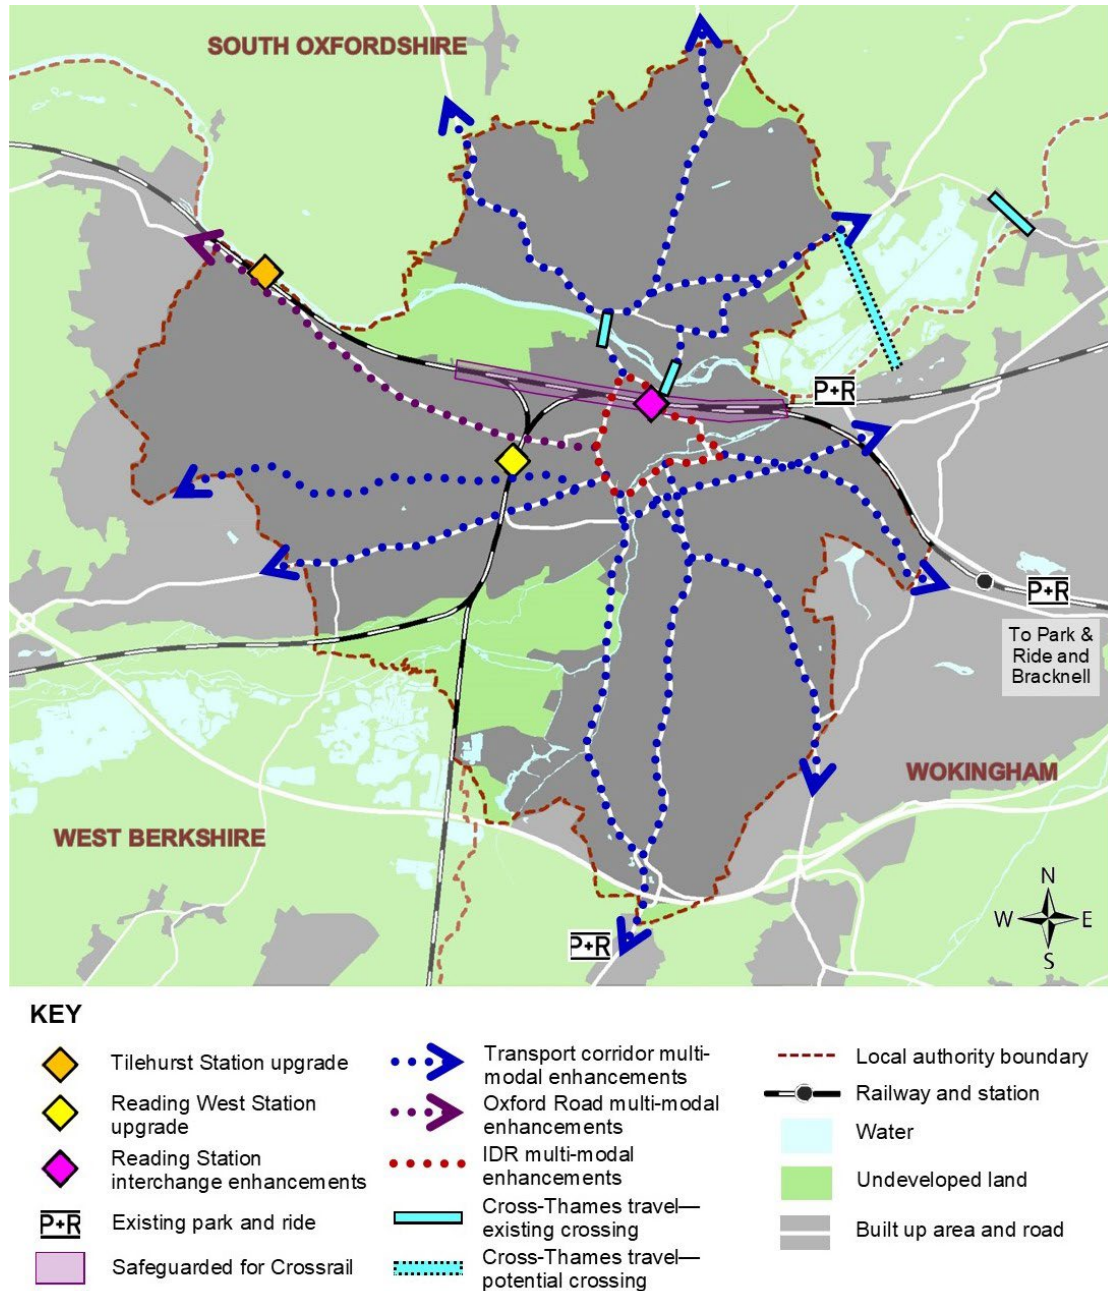 SOUTH OXFORDSHIRE
P+R
P+R
To Park &
Ride and
Bracknell
WOKINGHAM
WEST BERKSHIRE
N
W E
S
P+R
KEY
Tilehurst Station upgrade
Reading West Station
upgrade
Reading Station
interchange enhancements
P+R Existing park and ride
Safeguarded for Crossrail
Transport corridor multi-
modal enhancements
Oxford Road multi-modal
enhancements
IDR multi-modal
enhancements
Cross-Thames travel—
existing crossing
Cross-Thames travel—
potential crossing
Local authority boundary
Railway and station
Water
Undeveloped land
Built up area and road